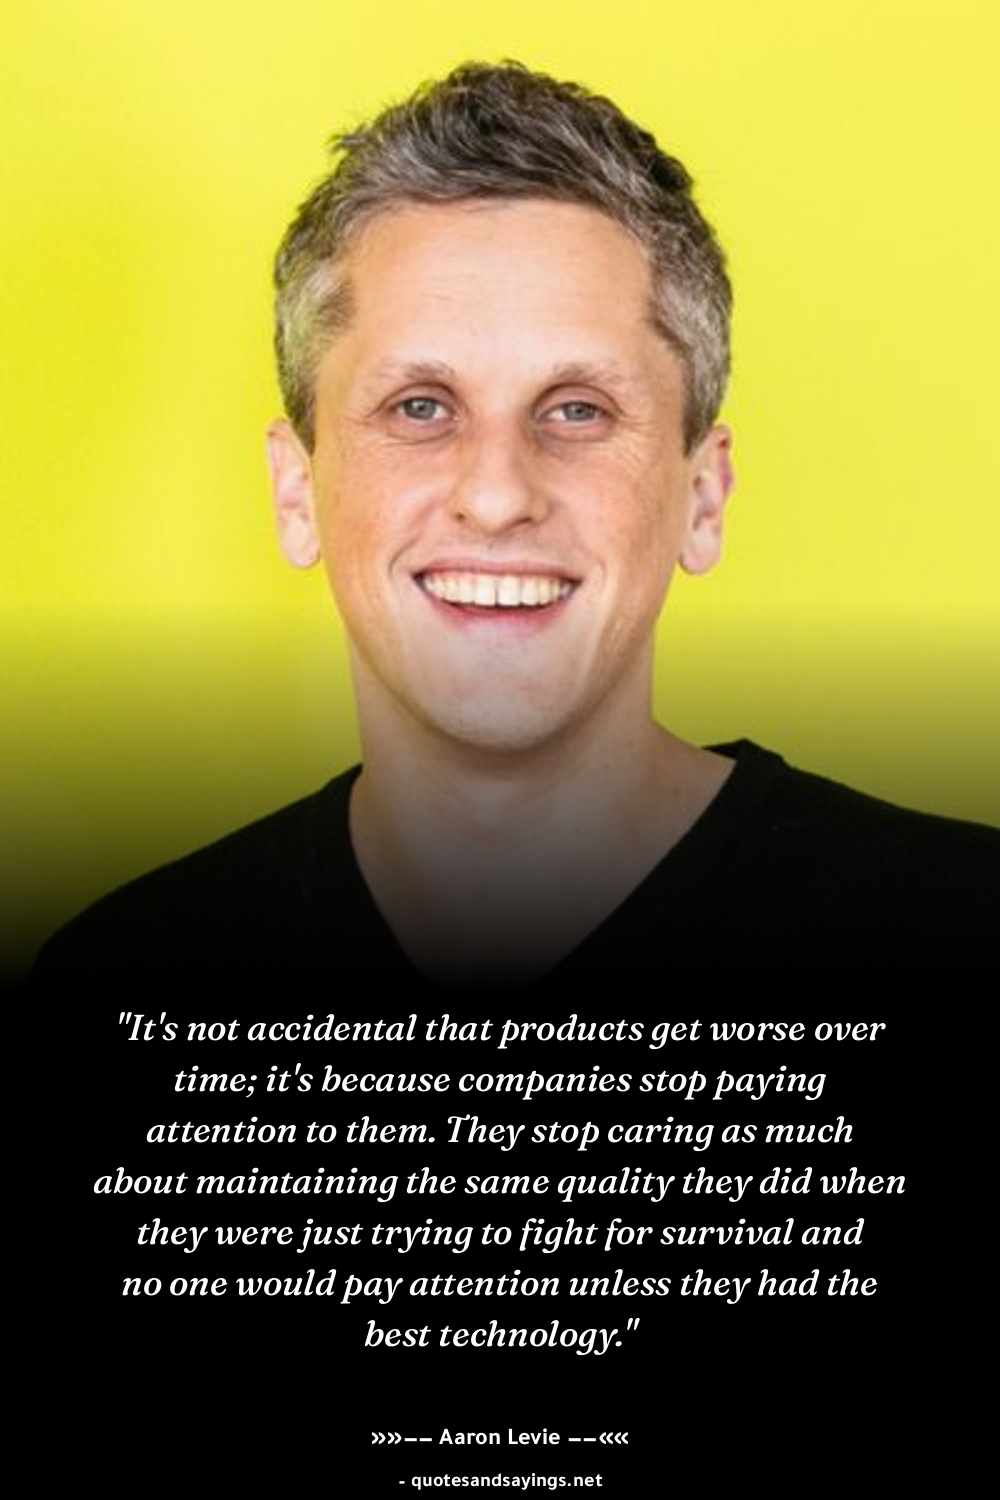 "It's not accidental that products get worse over
time; it's because companies stop paying
attention to them. They stop caring as much
about maintaining the same quality they did when
they were just trying to fight for survival and
no one would pay attention unless they had the
best technology."
»»−− Aaron Levie −−««
- quotesandsayings.net